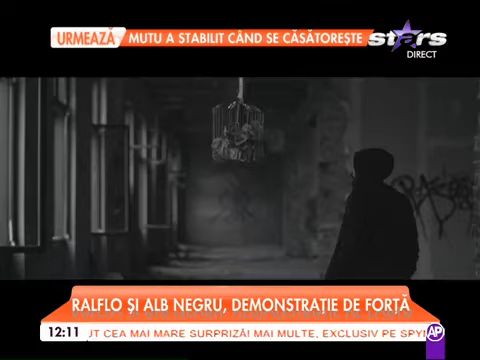 URMEAZĂ MUTU A STABILIT CÂND SE CĂSĂTOREȘTE
stars
DIRECT
RALFLO ȘI ALB NEGRU, DEMONSTRAȚIE DE FORȚĂ
12:11 UT CEA MAI MARE SURPRIZĂ! MAI MULTE, EXCLUSIV PE SPY
AP